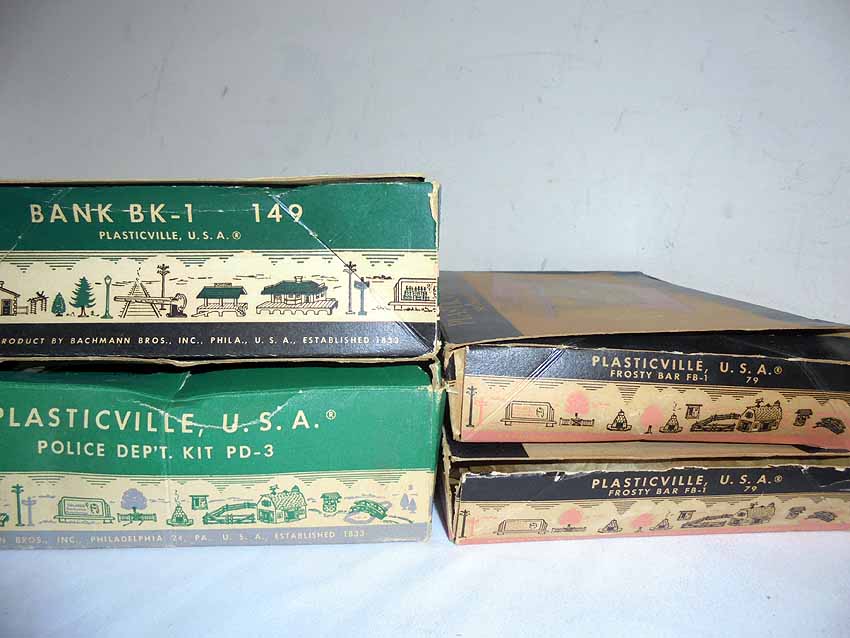 BANK BK-1 149
PLASTICVILLE, U. S. A.®
PRODUCT BY BACHMANN BROS., INC., PHILA., U. S. A., ESTABLISHED 1833
PLASTICVILLE, U. S. A.®
POLICE DEP'T. KIT PD-3
BROS., INC., PHILADELPHIA 24, PA. U. S. A., ESTABLISHED 1833
PLASTICVILLE, U. S. A.®
FROSTY BAR FB-1 79
PLASTICVILLE, U. S. A.®
FROSTY BAR FB-1 79